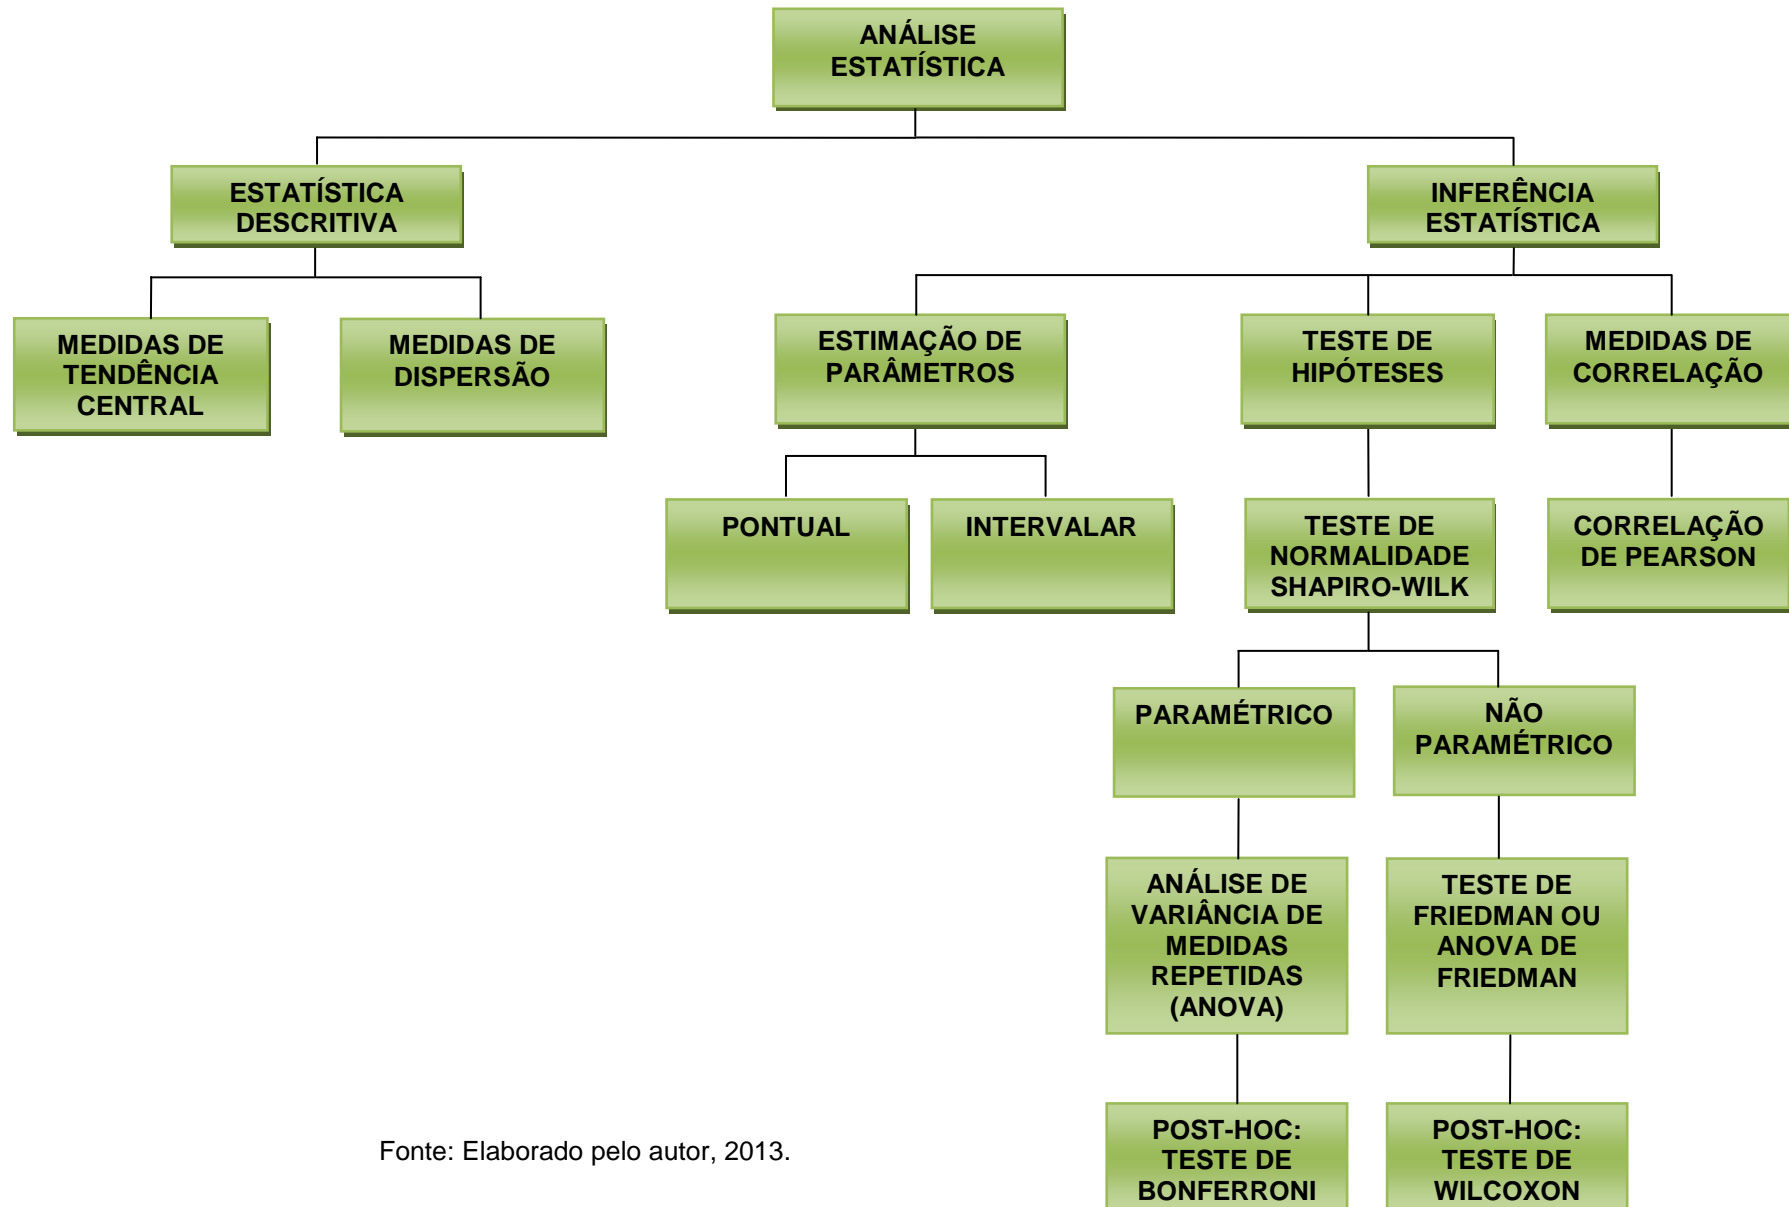 ANÁLISE
ESTATÍSTICA
ESTATÍSTICA
DESCRITIVA
INFERÊNCIA
ESTATÍSTICA
MEDIDAS DE
TENDÊNCIA
CENTRAL
MEDIDAS DE
DISPERSÃO
ESTIMAÇÃO DE
PARÂMETROS
TESTE DE
HIPÓTESES
MEDIDAS DE
CORRELAÇÃO
PONTUAL
INTERVALAR
TESTE DE
NORMALIDADE
SHAPIRO-WILK
CORRELAÇÃO
DE PEARSON
PARAMÉTRICO
NÃO
PARAMÉTRICO
ANÁLISE DE
VARIÂNCIA DE
MEDIDAS
REPETIDAS
(ANOVA)
TESTE DE
FRIEDMAN OU
ANOVA DE
FRIEDMAN
POST-HOC:
TESTE DE
BONFERRONI
POST-HOC:
TESTE DE
WILCOXON
Fonte: Elaborado pelo autor, 2013.